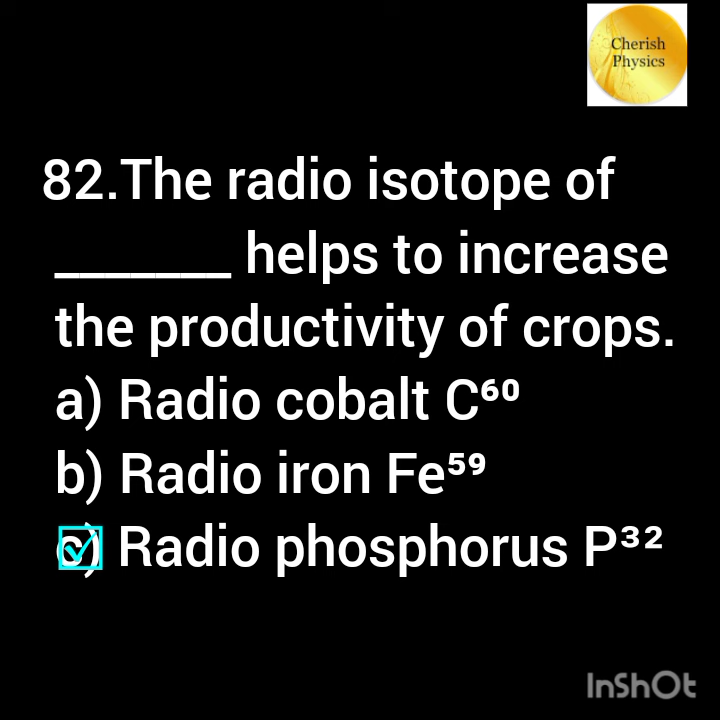 Cherish
Physics
82.The radio isotope of
_______ helps to increase
the productivity of crops.
a) Radio cobalt C⁶⁰
b) Radio iron Fe⁵⁹
c) Radio phosphorus P³²
InShOt